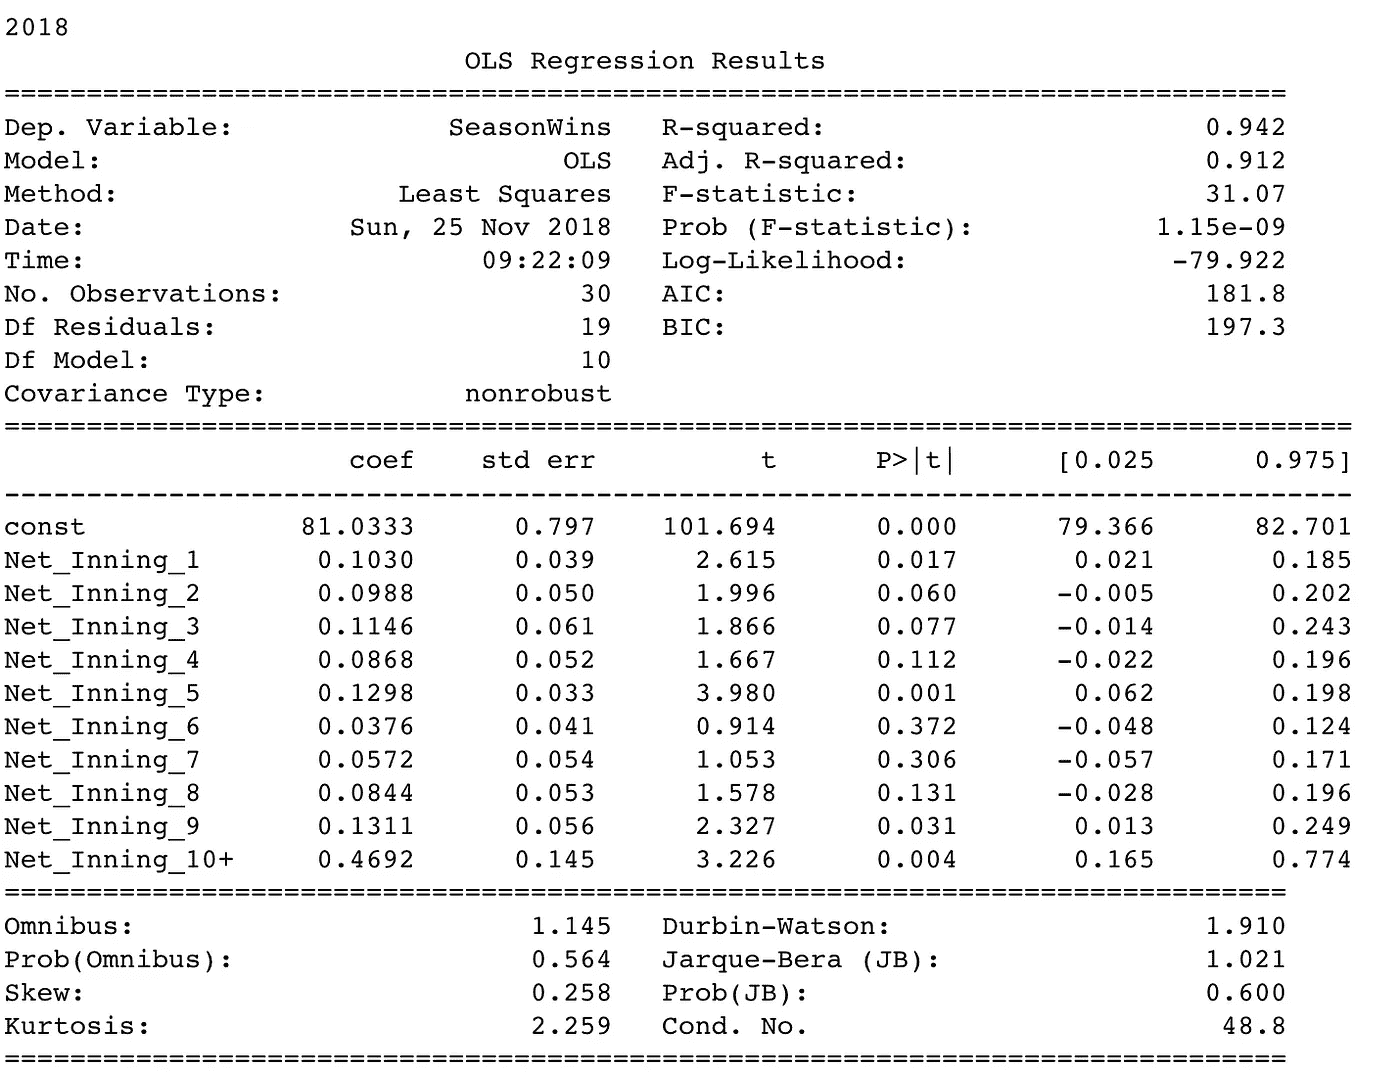 2018
OLS Regression Results
==============================================================================
Dep. Variable: SeasonWins R-squared: 0.942
Model: OLS Adj. R-squared: 0.912
Method: Least Squares F-statistic: 31.07
Date: Sun, 25 Nov 2018 Prob (F-statistic): 1.15e-09
Time: 09:22:09 Log-Likelihood: -79.922
No. Observations: 30 AIC: 181.8
Df Residuals: 19 BIC: 197.3
Df Model: 10
Covariance Type: nonrobust
==================================================================================
coef std err t P>|t| [0.025 0.975]
----------------------------------------------------------------------------------
const 81.0333 0.797 101.694 0.000 79.366 82.701
Net_Inning_1 0.1030 0.039 2.615 0.017 0.021 0.185
Net_Inning_2 0.0988 0.050 1.996 0.060 -0.005 0.202
Net_Inning_3 0.1146 0.061 1.866 0.077 -0.014 0.243
Net_Inning_4 0.0868 0.052 1.667 0.112 -0.022 0.196
Net_Inning_5 0.1298 0.033 3.980 0.001 0.062 0.198
Net_Inning_6 0.0376 0.041 0.914 0.372 -0.048 0.124
Net_Inning_7 0.0572 0.054 1.053 0.306 -0.057 0.171
Net_Inning_8 0.0844 0.053 1.578 0.131 -0.028 0.196
Net_Inning_9 0.1311 0.056 2.327 0.031 0.013 0.249
Net_Inning_10+ 0.4692 0.145 3.226 0.004 0.165 0.774
==============================================================================
Omnibus: 1.145 Durbin-Watson: 1.910
Prob(Omnibus): 0.564 Jarque-Bera (JB): 1.021
Skew: 0.258 Prob(JB): 0.600
Kurtosis: 2.259 Cond. No. 48.8
==============================================================================